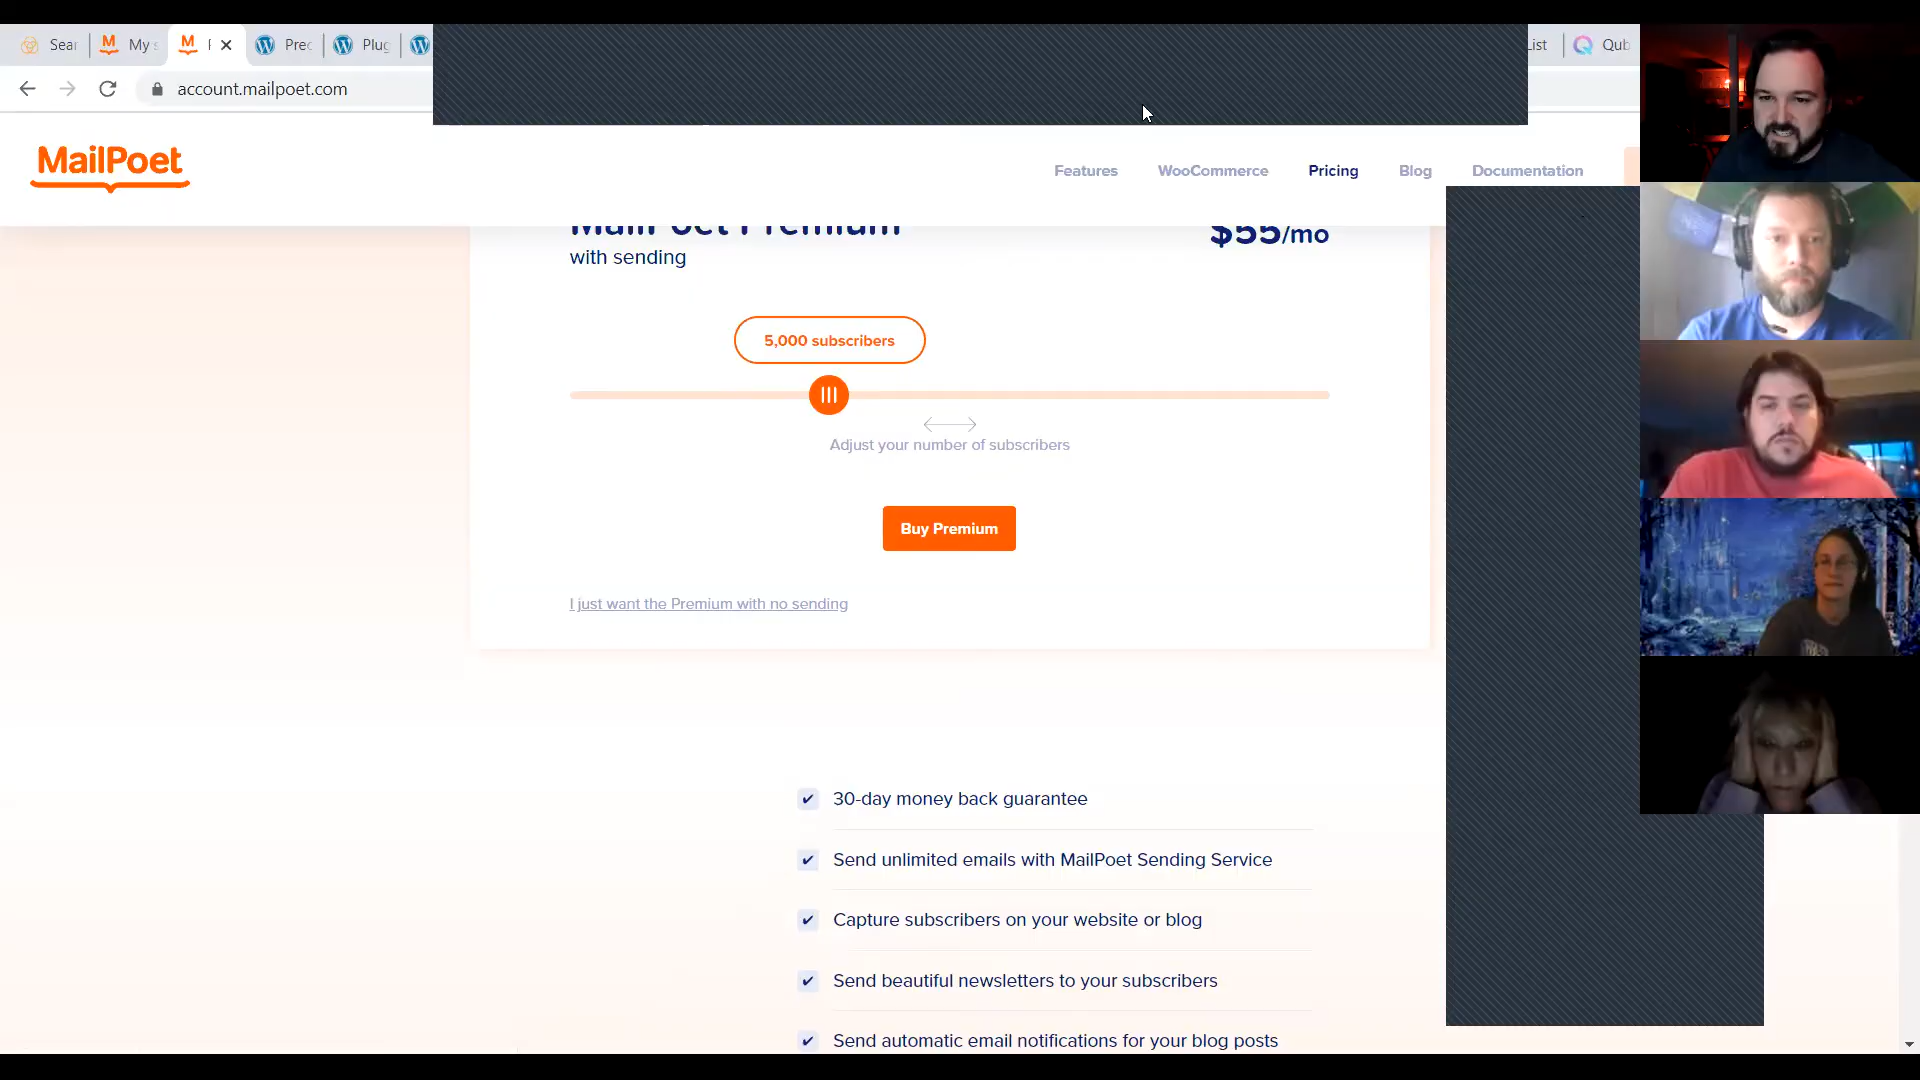 Sear
My s
Prec
Plug
List
Qub
account.mailpoet.com
MailPoet
Features
WooCommerce
Pricing
Blog
Documentation
MailPoet Premium
$55/mo
with sending
5,000 subscribers
Adjust your number of subscribers
Buy Premium
I just want the Premium with no sending
30-day money back guarantee
Send unlimited emails with MailPoet Sending Service
Capture subscribers on your website or blog
Send beautiful newsletters to your subscribers
Send automatic email notifications for your blog posts